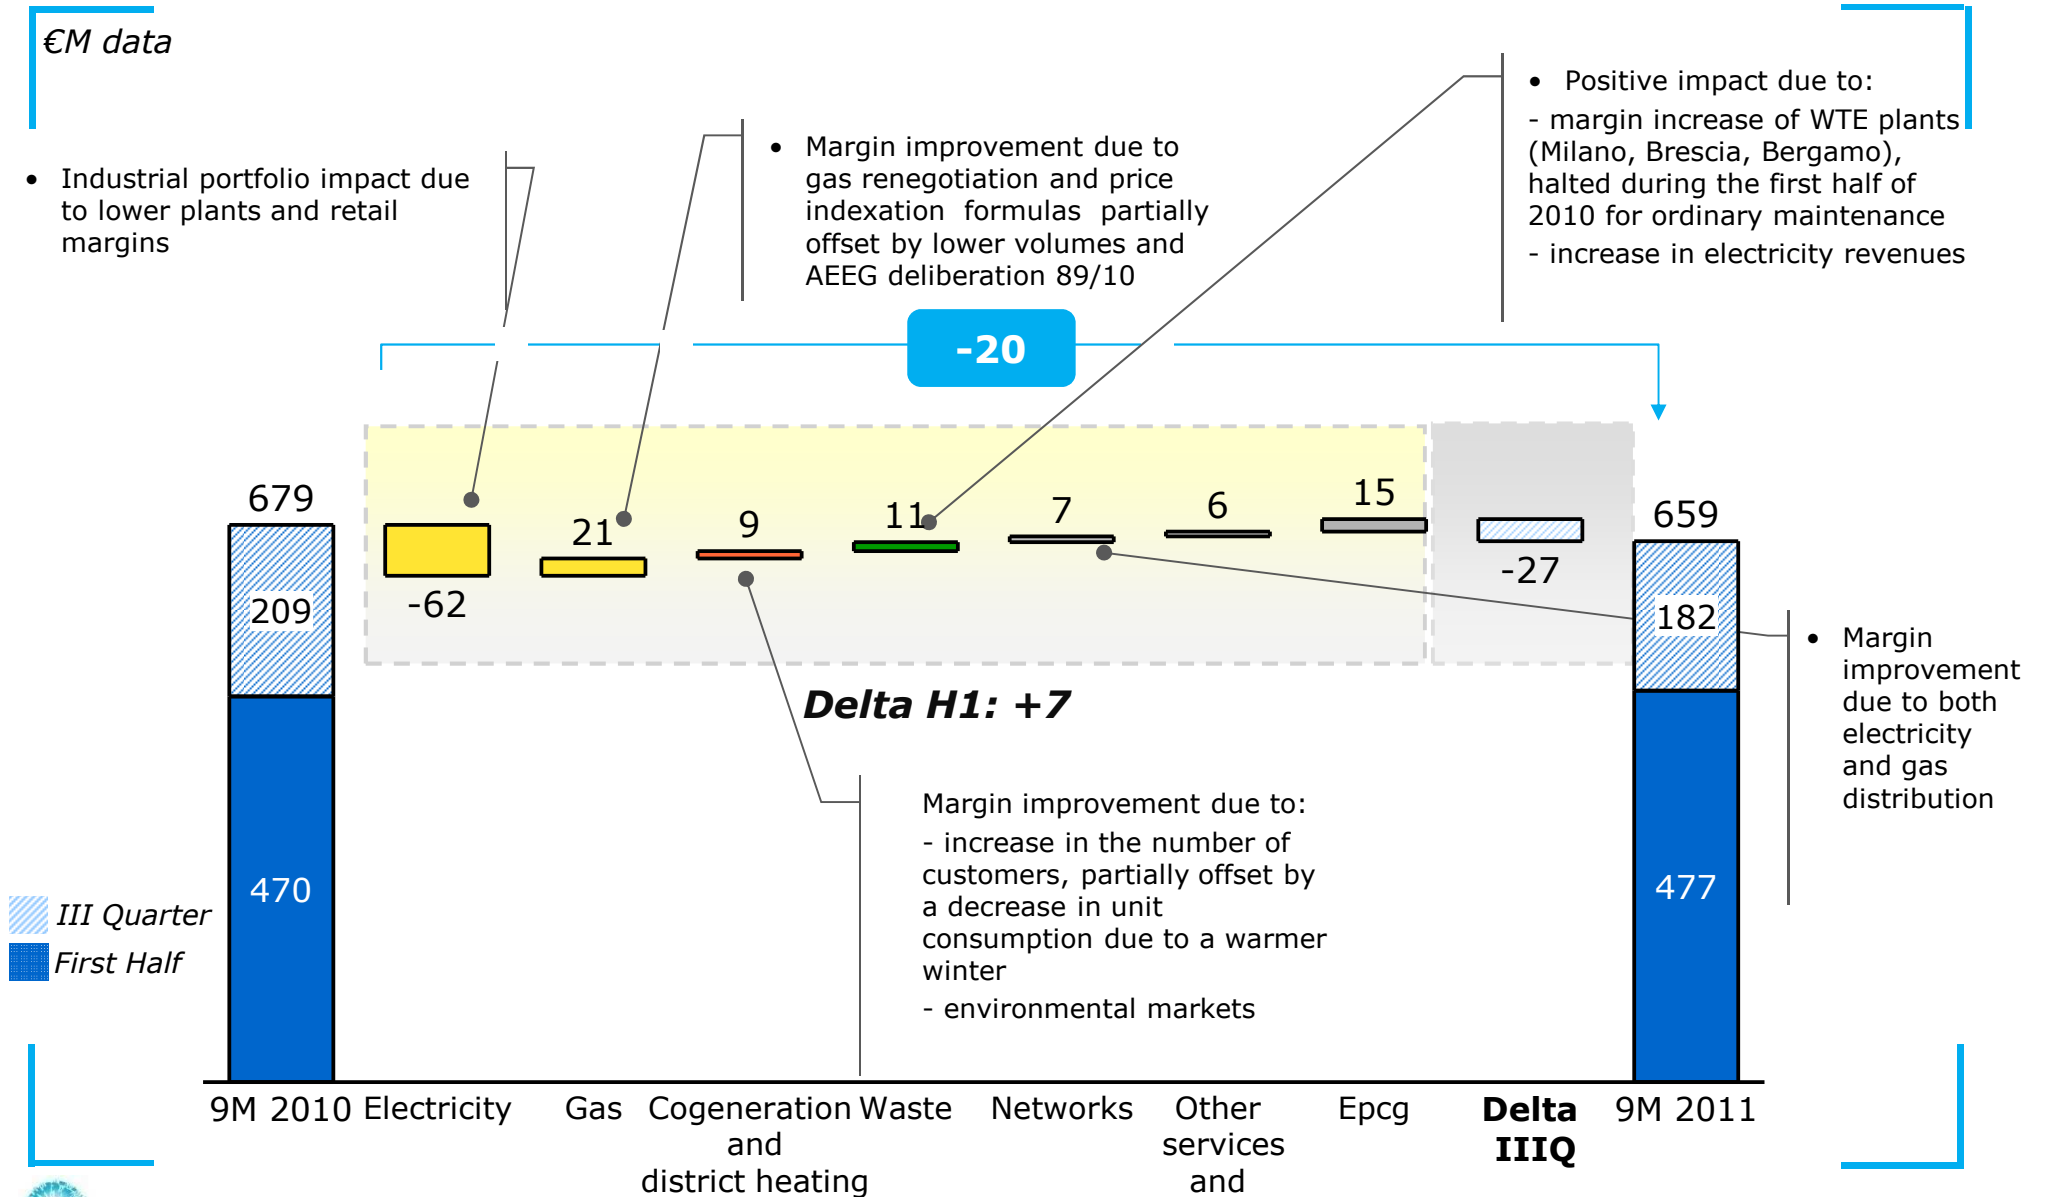 €M data
• Industrial portfolio impact due
to lower plants and retail
margins
• Margin improvement due to
gas renegotiation and price
indexation formulas partially
offset by lower volumes and
AEEG deliberation 89/10
• Positive impact due to:
- margin increase of WTE plants
(Milano, Brescia, Bergamo),
halted during the first half of
2010 for ordinary maintenance
- increase in electricity revenues
-20
679
209
470
-62
21
9
11
7
6
15
-27
659
182
477
Delta H1: +7
• Margin
improvement
due to both
electricity
and gas
distribution
Margin improvement due to:
- increase in the number of
customers, partially offset by
a decrease in unit
consumption due to a warmer
winter
- environmental markets
III Quarter
First Half
9M 2010
Electricity
Gas
Cogeneration
and
district heating
Waste
Networks
Other
services
and
Epcg
Delta
IIIQ
9M 2011